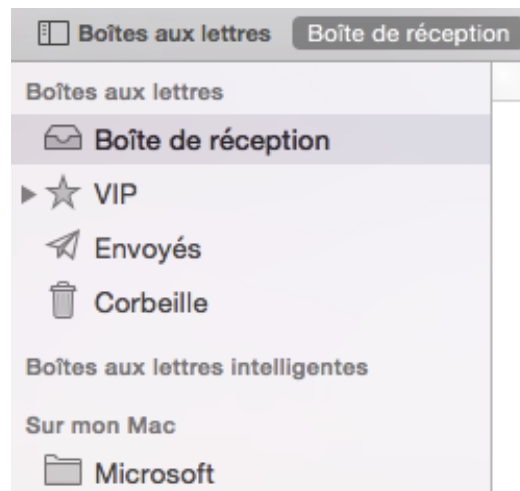 Boîtes aux lettres Boîte de réception
Boîtes aux lettres
Boîte de réception
VIP
Envoyés
Corbeille
Boîtes aux lettres intelligentes
Sur mon Mac
Microsoft